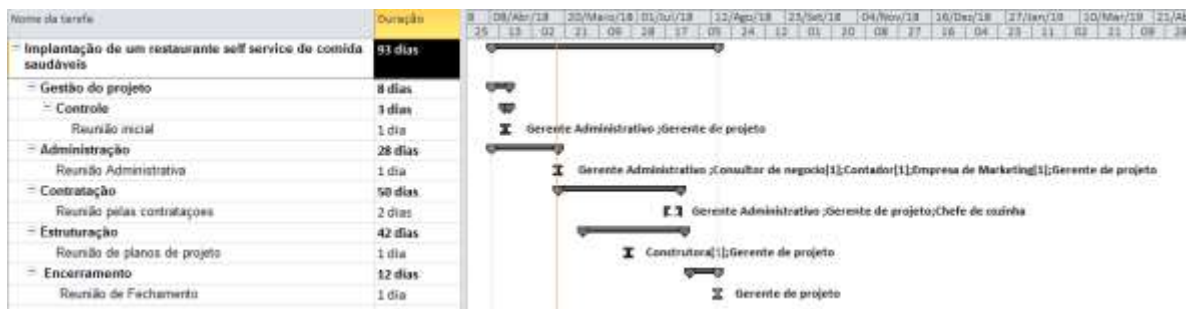 Nome da tarefa Duração 8 08/Abr/18 20/Maio/18 01/Jul/18 12/Ago/18 23/Set/18 04/Nov/18 16/Dez/18 27/Jan/19 10/Mar/19 21/Ab
25 13 02 21 09 28 17 05 24 12 01 20 08 27 16 04 23 11 02 21 09 28
Implantação de um restaurante self service de comida saudáveis 93 dias
Gestão do projeto 8 dias
Controle 3 dias
Reunião inicial 1 dia Gerente Administrativo ;Gerente de projeto
Administração 28 dias
Reunião Administrativa 1 dia Gerente Administrativo ;Consultor de negocio[1];Contador[1];Empresa de Marketing[1];Gerente de projeto
Contratação 50 dias
Reunião pelas contratações 2 dias Gerente Administrativo ;Gerente de projeto;Chefe de cozinha
Estruturação 42 dias
Reunião de planos de projeto 1 dia Construtora[1];Gerente de projeto
Encerramento 12 dias
Reunião de Fechamento 1 dia Gerente de projeto